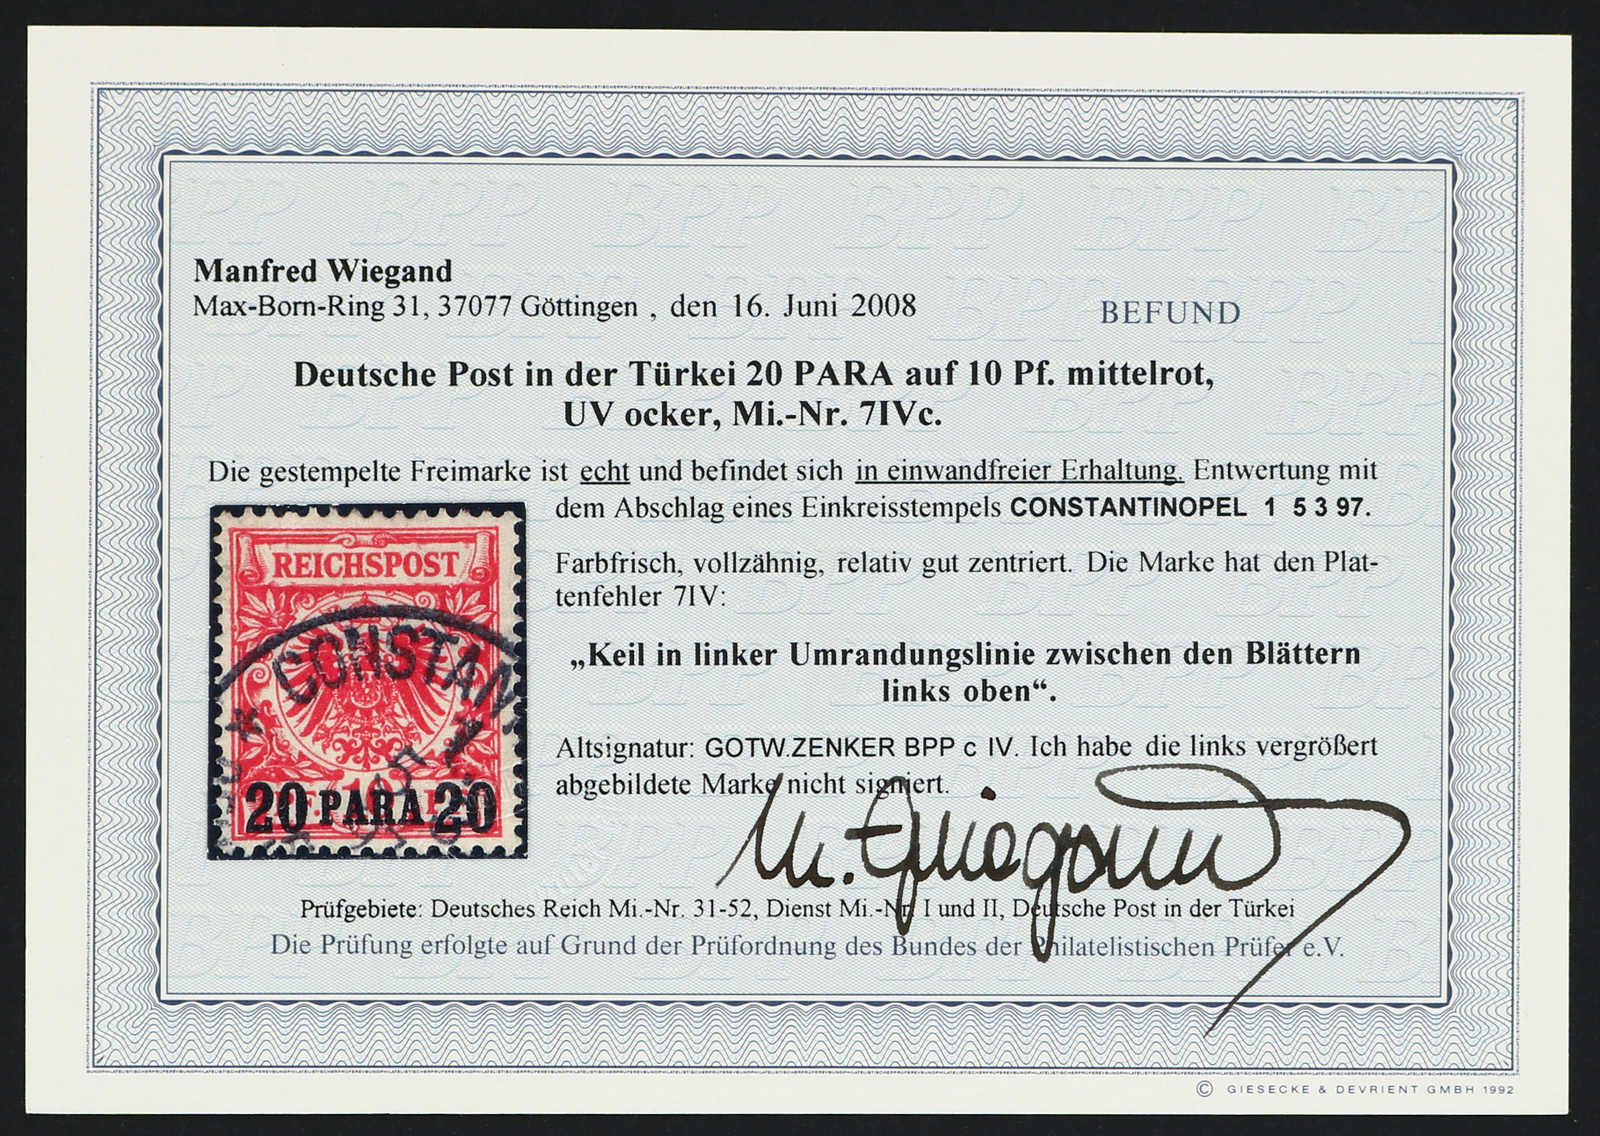 Manfred Wiegand
Max-Born-Ring 31, 37077 Göttingen , den 16. Juni 2008
BEFUND
Deutsche Post in der Türkei 20 PARA auf 10 Pf. mittelrot,
UV ocker, Mi.-Nr. 7IVc.
Die gestempelte Freimarke ist echt und befindet sich in einwandfreier Erhaltung. Entwertung mit
dem Abschlag eines Einkreisstempels CONSTANTINOPEL 1 5 3 97.
REICHSPOST
CONSTAN
20 PARA 20
Farbfrisch, vollzähnig, relativ gut zentriert. Die Marke hat den Plat-
tenfehler 7IV:
„Keil in linker Umrandungslinie zwischen den Blättern
links oben“.
Altsignatur: GOTW.ZENKER BPP c IV. Ich habe die links vergrößert
abgebildete Marke nicht signiert.
M. Wiegand
Prüfgebiete: Deutsches Reich Mi.-Nr. 31-52, Dienst Mi.-Nr. I und II, Deutsche Post in der Türkei
Die Prüfung erfolgte auf Grund der Prüfordnung des Bundes der Philatelistischen Prüfer e.V.
© GIESECKE & DEVRIENT GMBH 1992